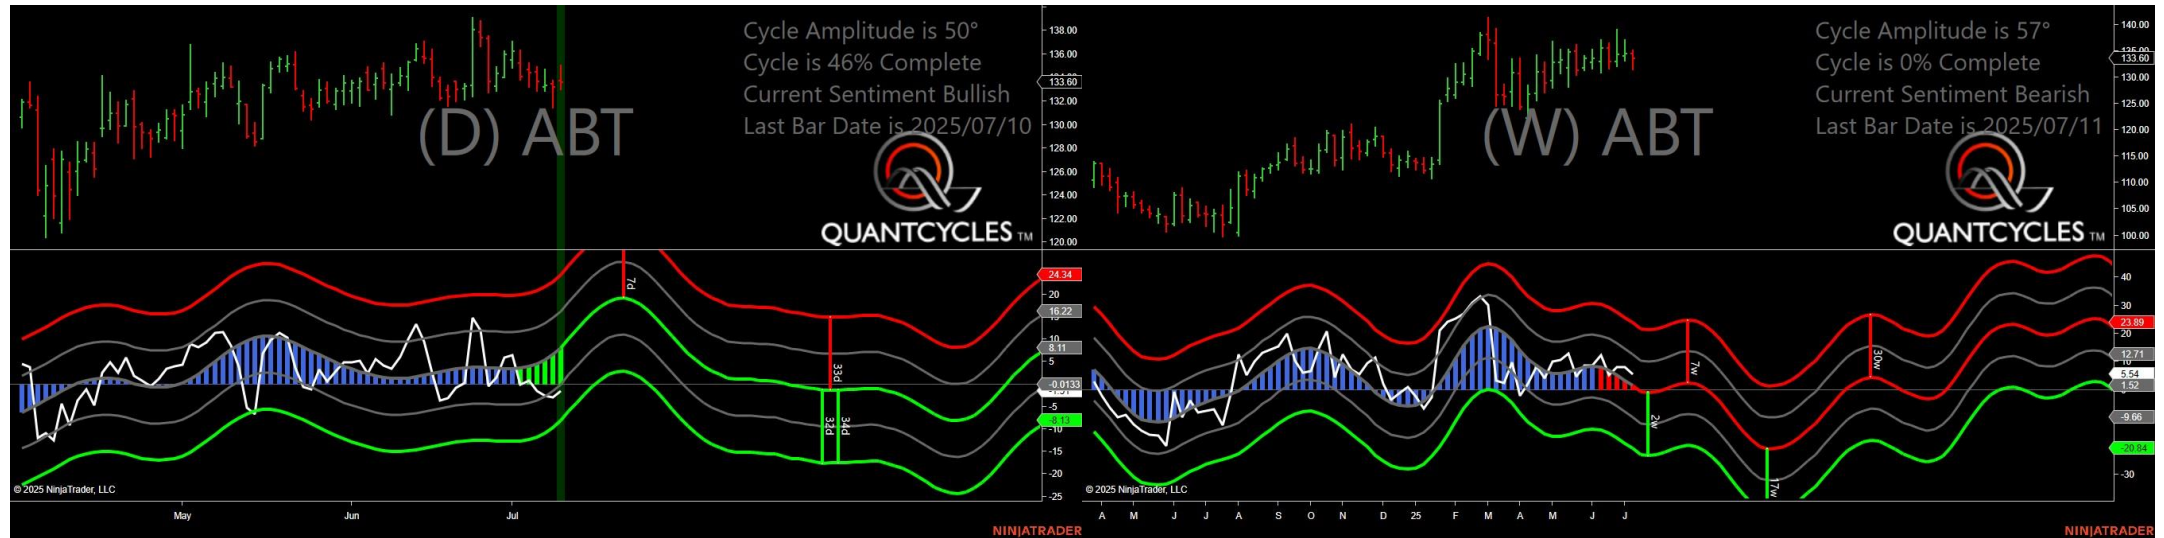 Cycle Amplitude is 50°
Cycle is 46% Complete
Current Sentiment Bullish
Last Bar Date is 2025/07/10
(D) ABT
QUANTCYCLES TM
138.00
136.00
133.60
132.00
130.00
128.00
126.00
124.00
122.00
120.00
7d
33d
32d
34d
24.34
20
16.22
10
8.11
5
-0.0133
-5
-8.13
-10
-15
-20
-25
© 2025 NinjaTrader, LLC
May
Jun
Jul
NINJATRADER
Cycle Amplitude is 57°
Cycle is 0% Complete
Current Sentiment Bearish
Last Bar Date is 2025/07/11
(W) ABT
QUANTCYCLES TM
140.00
133.60
130.00
125.00
120.00
115.00
110.00
105.00
100.00
7w
30w
2w
17w
40
30
23.89
20
12.71
5.54
1.52
-9.66
-20.84
-30
© 2025 NinjaTrader, LLC
A M J J A S O N D 25 F M A M J J
NINJATRADER